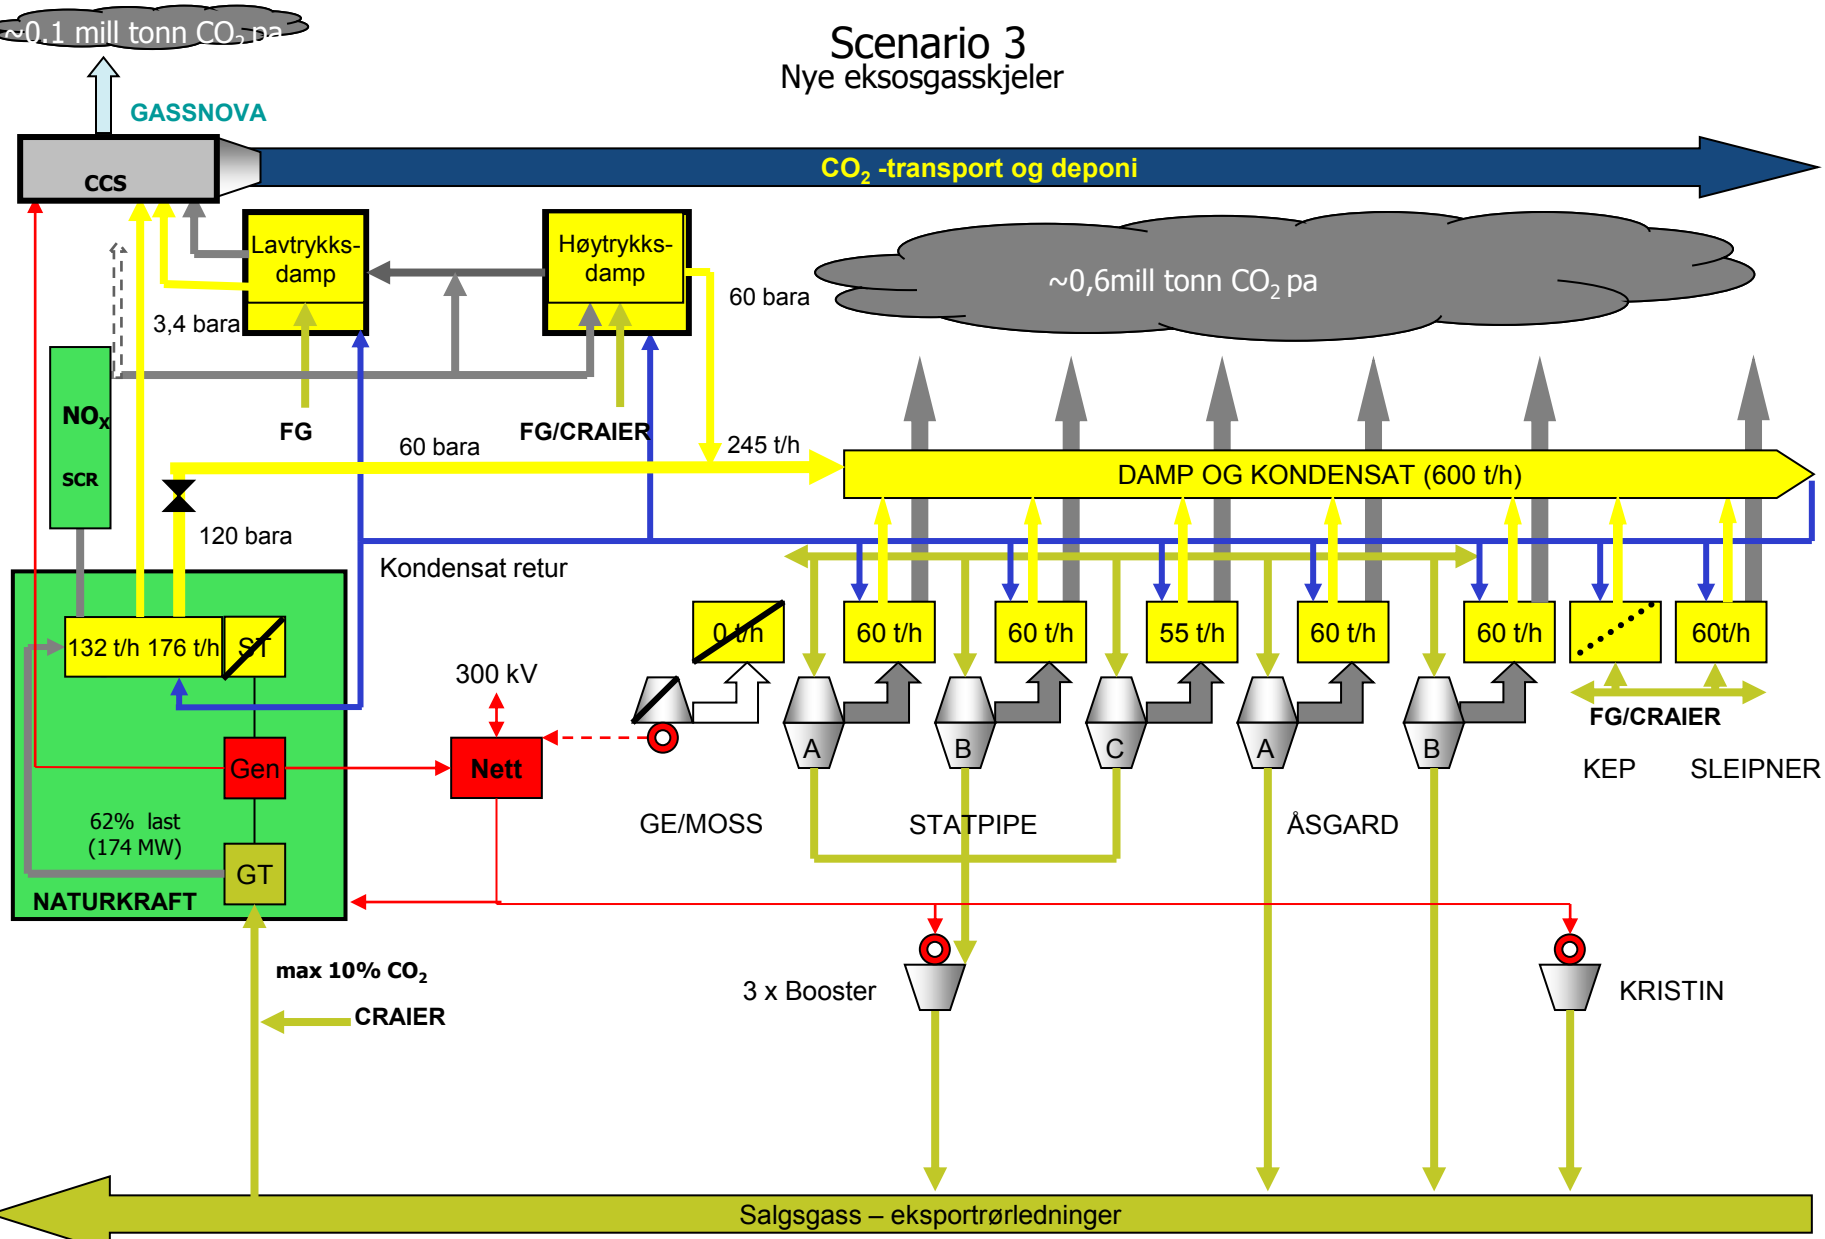 ~0.1 mill tonn CO₂ pa
Scenario 3
Nye eksosgasskjeler
GASSNOVA
CCS
CO₂ -transport og deponi
Lavtrykks-
damp
Høytrykks-
damp
~0,6mill tonn CO₂ pa
60 bara
3,4 bara
NOx
SCR
FG
FG/CRAIER
60 bara
245 t/h
DAMP OG KONDENSAT (600 t/h)
120 bara
Kondensat retur
132 t/h 176 t/h
ST
0 t/h
60 t/h
60 t/h
55 t/h
60 t/h
60 t/h
60t/h
300 kV
Gen
Nett
A
B
C
A
B
FG/CRAIER
KEP
SLEIPNER
GE/MOSS
STATPIPE
ÅSGARD
62% last
(174 MW)
GT
NATURKRAFT
max 10% CO₂
CRAIER
3 x Booster
KRISTIN
Salgsgass – eksportrørledninger